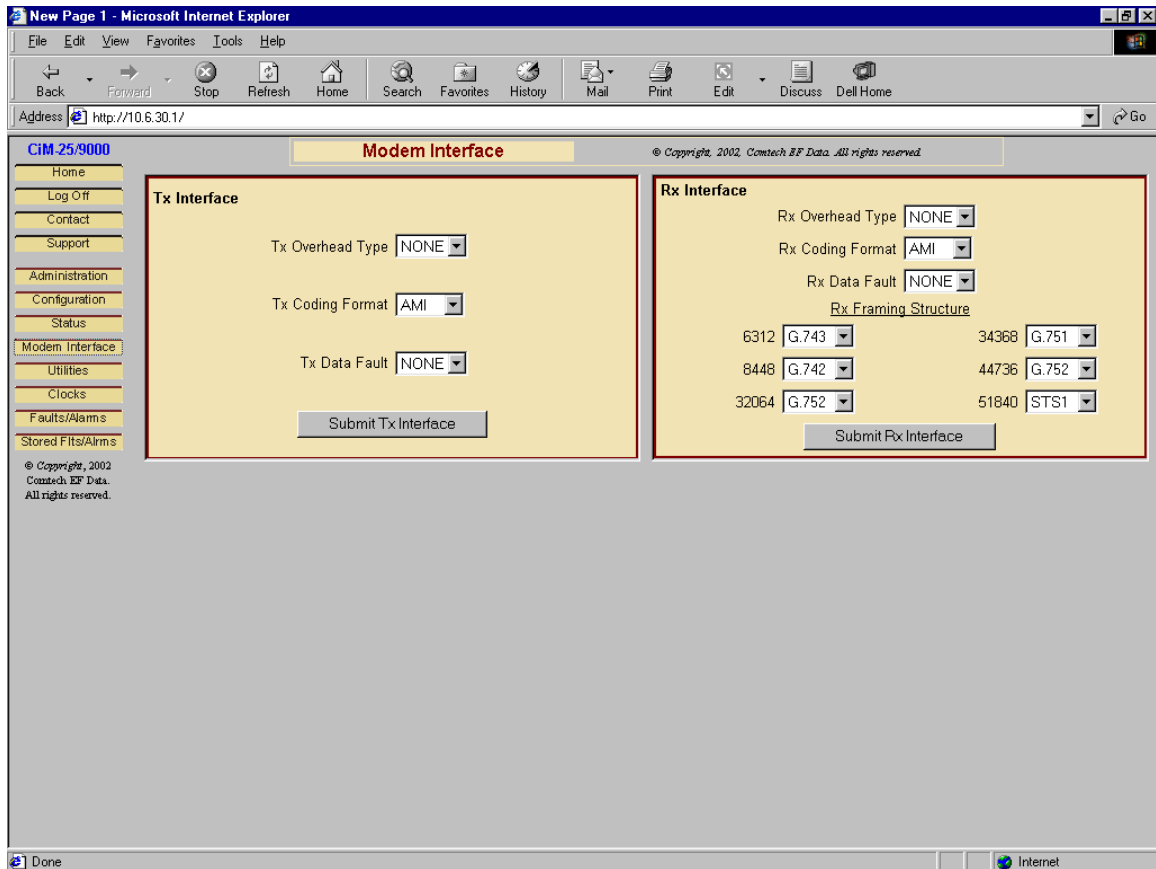 New Page 1 - Microsoft Internet Explorer
File Edit View Favorites Tools Help
Back Forward Stop Refresh Home Search Favorites History Mail Print Edit Discuss Dell Home
Address http://10.6.30.1/ Go
CiM-25/9000
Home
Log Off
Contact
Support
Administration
Configuration
Status
Modem Interface
Utilities
Clocks
Faults/Alarms
Stored Flts/Alrms
© Copyright, 2002
Comtech EF Data.
All rights reserved.
Modem Interface
© Copyright, 2002, Comtech EF Data. All rights reserved.
Tx Interface
Tx Overhead Type NONE
Tx Coding Format AMI
Tx Data Fault NONE
Submit Tx Interface
Rx Interface
Rx Overhead Type NONE
Rx Coding Format AMI
Rx Data Fault NONE
Rx Framing Structure
6312 G.743 34368 G.751
8448 G.742 44736 G.752
32064 G.752 51840 STS1
Submit Rx Interface
Done Internet